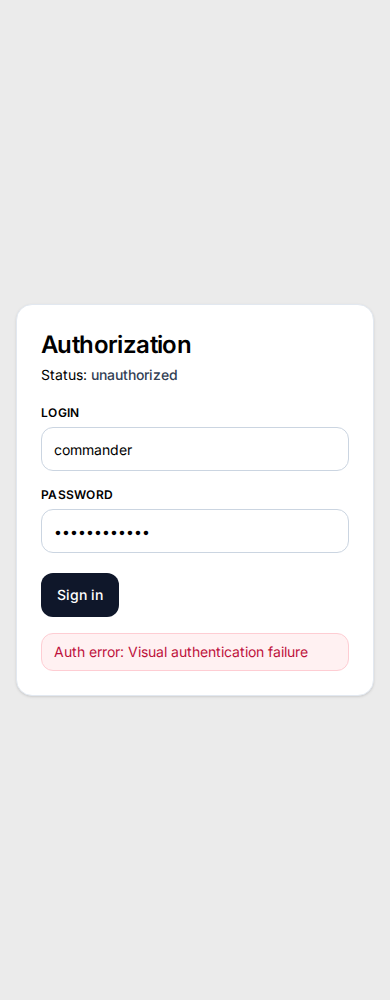 Authorization
Status: unauthorized
LOGIN
commander
PASSWORD
••••••••••••
Sign in
Auth error: Visual authentication failure